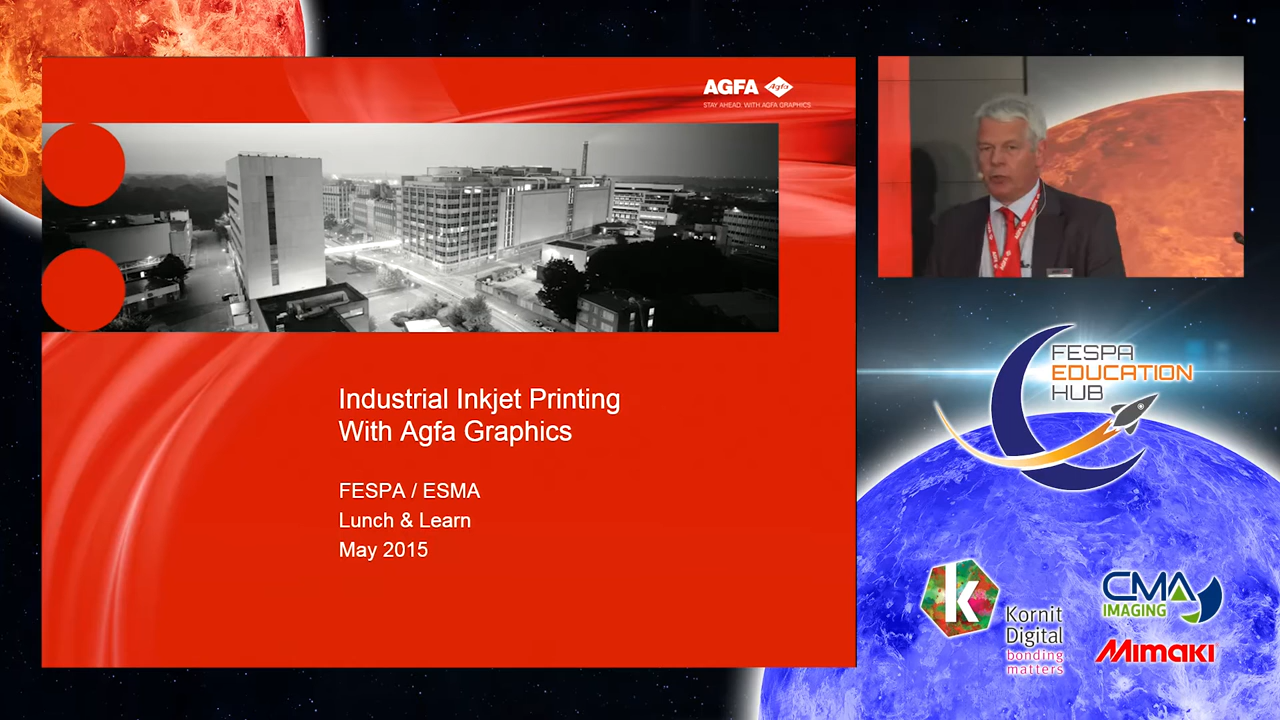 AGFA
Agfa
STAY AHEAD. WITH AGFA GRAPHICS
Industrial Inkjet Printing
With Agfa Graphics
FESPA / ESMA
Lunch & Learn
May 2015
FESPA
EDUCATION
HUB
k
Kornit
Digital
bonding
matters
CMA
IMAGING
Mimaki